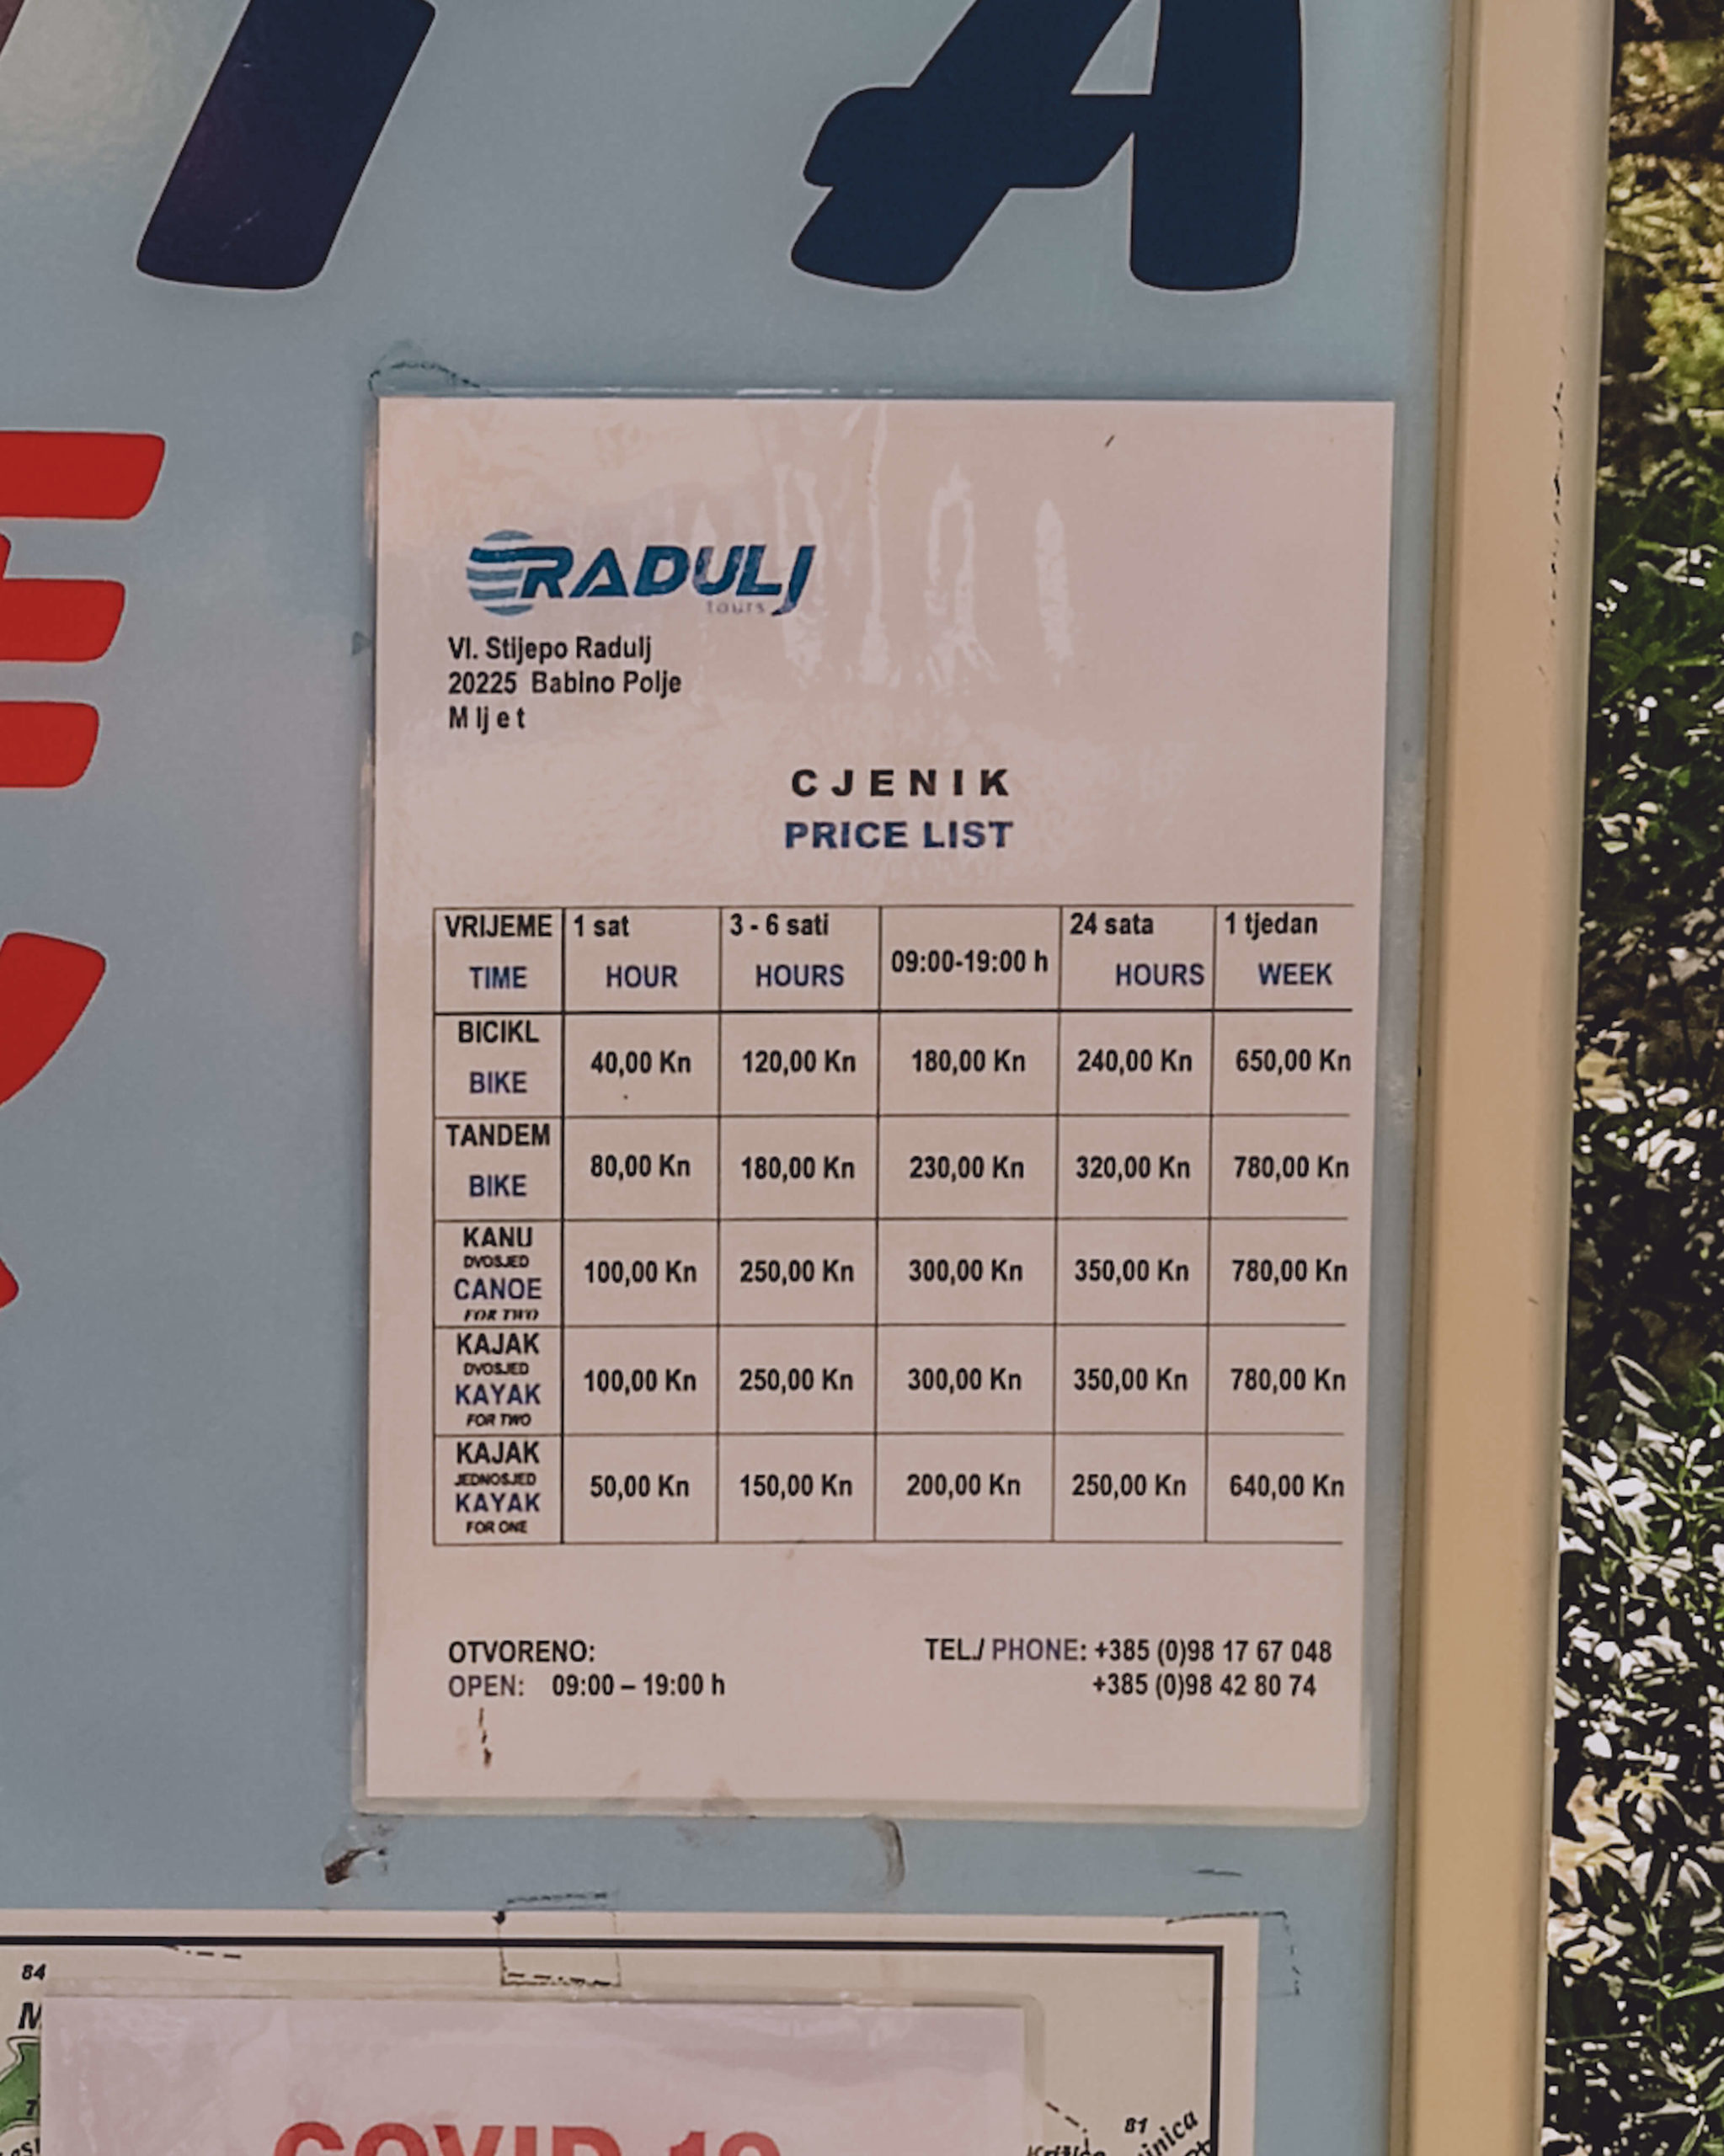 A
RADULJ
tours
Vl. Stijepo Radulj
20225 Babino Polje
Mljet
CJENIK
PRICE LIST
VRIJEME 1 sat 3 - 6 sati 09:00-19:00 h 24 sata 1 tjedan
TIME HOUR HOURS HOURS WEEK
BICIKL
BIKE 40,00 Kn 120,00 Kn 180,00 Kn 240,00 Kn 650,00 Kn
TANDEM
BIKE 80,00 Kn 180,00 Kn 230,00 Kn 320,00 Kn 780,00 Kn
KANU
DVOSJED
CANOE 100,00 Kn 250,00 Kn 300,00 Kn 350,00 Kn 780,00 Kn
FOR TWO
KAJAK
DVOSJED
KAYAK 100,00 Kn 250,00 Kn 300,00 Kn 350,00 Kn 780,00 Kn
FOR TWO
KAJAK
JEDNOSJED
KAYAK 50,00 Kn 150,00 Kn 200,00 Kn 250,00 Kn 640,00 Kn
FOR ONE
OTVORENO: TEL./ PHONE: +385 (0)98 17 67 048
OPEN: 09:00 – 19:00 h +385 (0)98 42 80 74
84
M
81
COVID-19